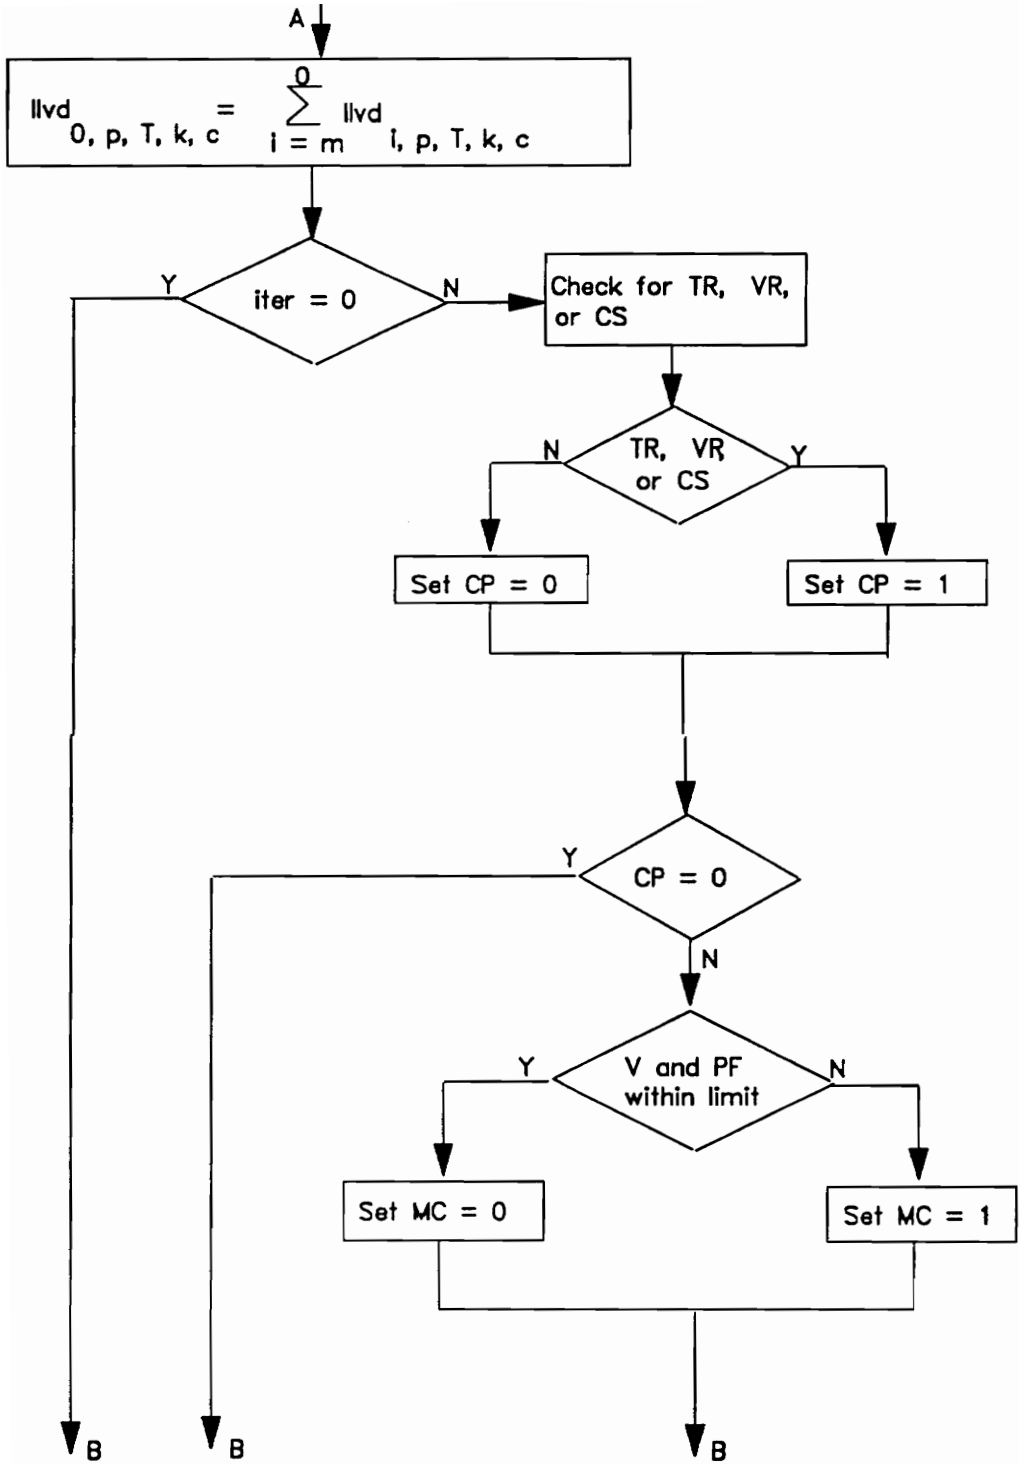 A
llvd 0, p, T, k, c = 0 ∑ i = m llvd i, p, T, k, c
Y
iter = 0
N
Check for TR, VR,
or CS
N
TR, VR
or CS
Y
Set CP = 0
Set CP = 1
Y
CP = 0
N
Y
V and PF
within limit
N
Set MC = 0
Set MC = 1
B
B
B